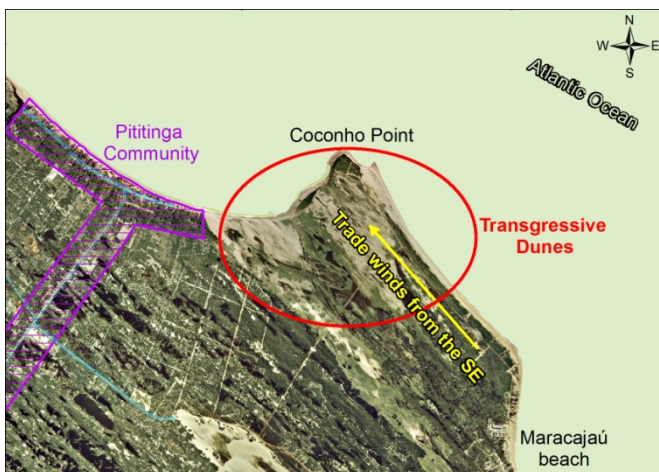 N
W E
S
Atlantic Ocean
Coconho Point
Pititinga
Community
Transgressive
Dunes
Trade winds from the SE
Maracajaú
beach